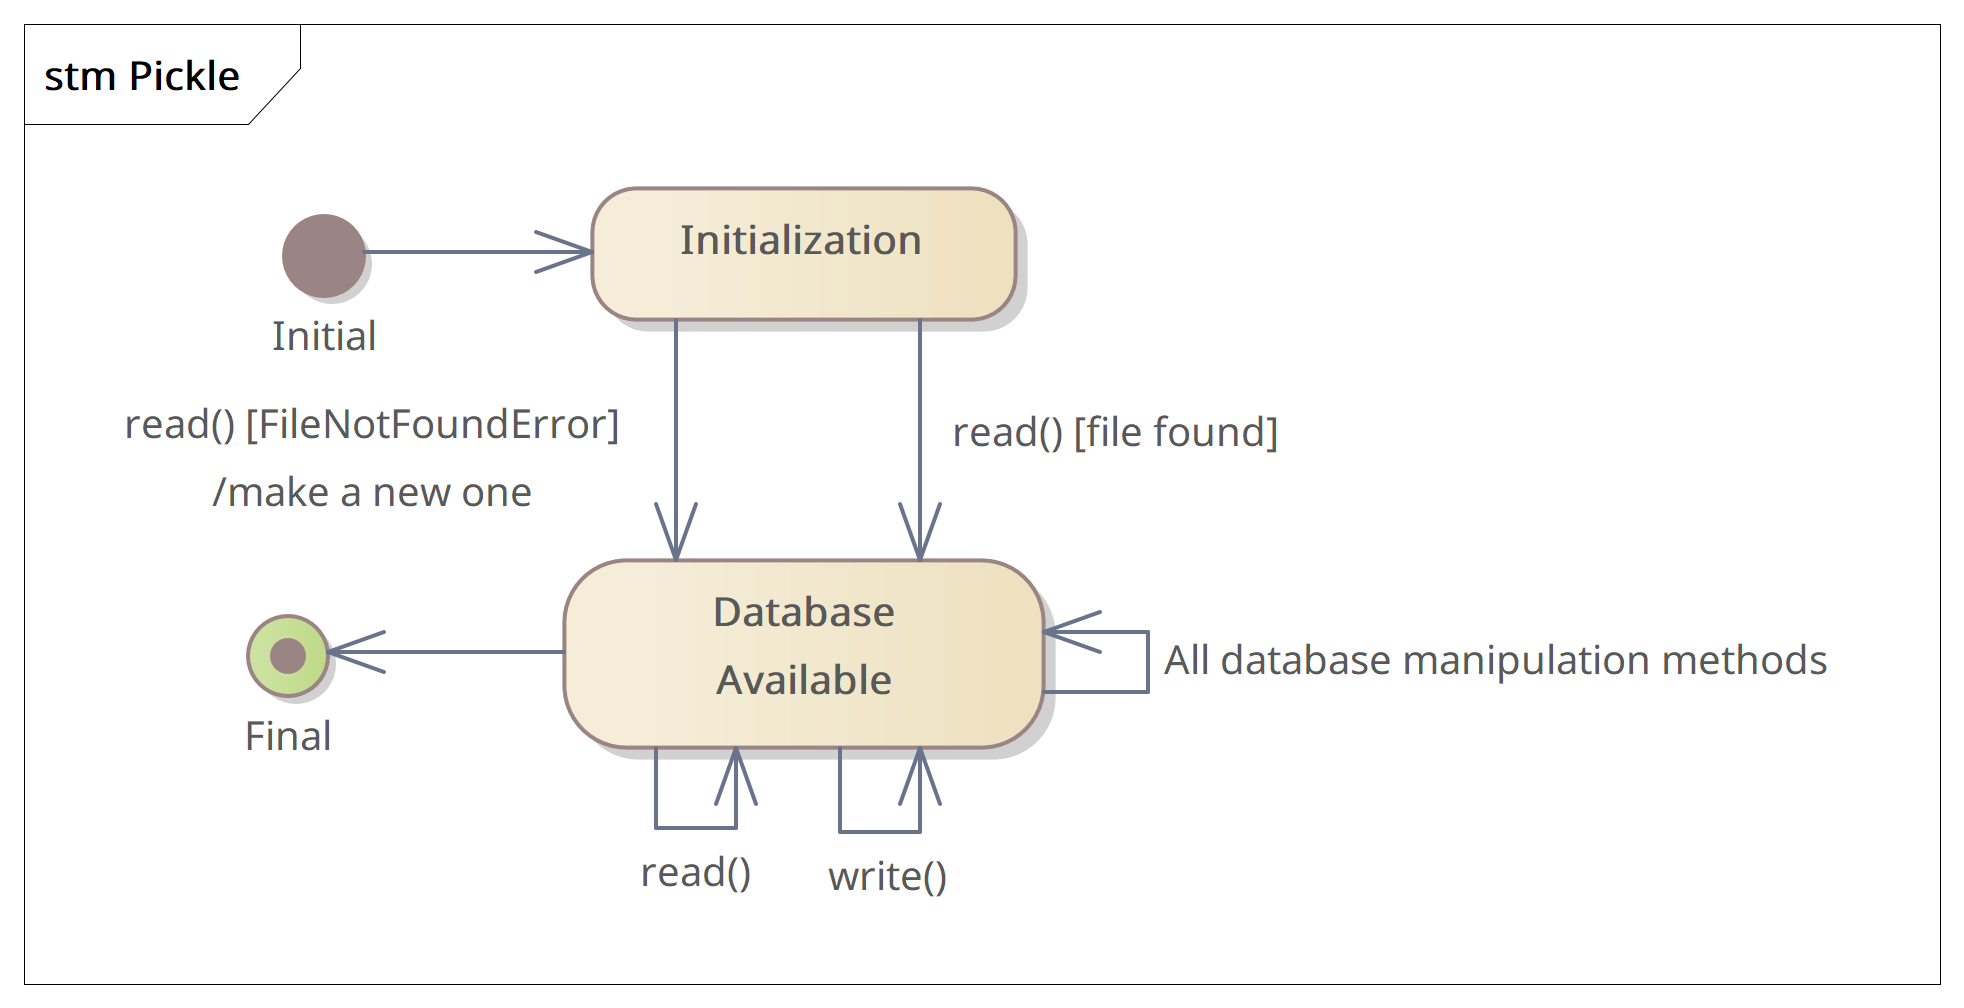 stm Pickle
Initialization
Initial
read() [FileNotFoundError]
/make a new one
read() [file found]
Database
Available
All database manipulation methods
Final
read()
write()